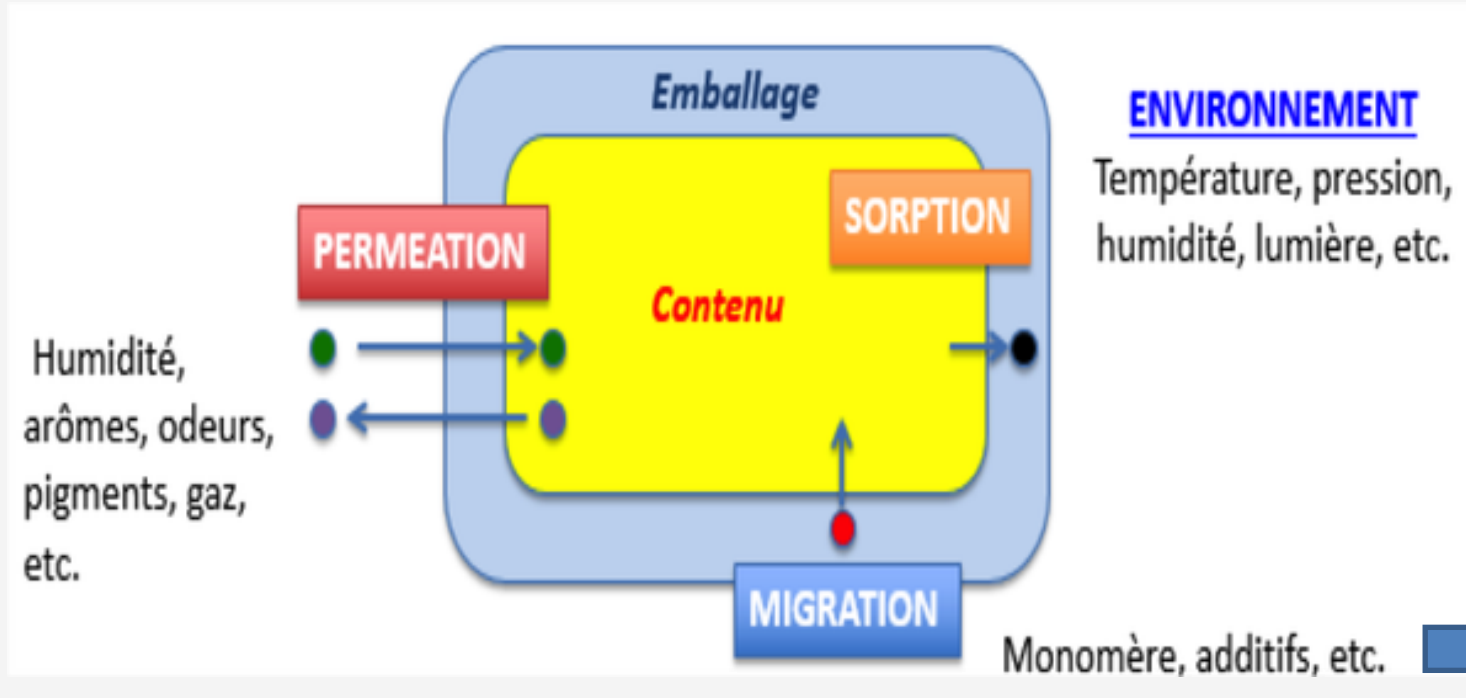 Emballage
ENVIRONNEMENT
Température, pression,
humidité, lumière, etc.
SORPTION
PERMEATION
Contenu
Humidité,
arômes, odeurs,
pigments, gaz,
etc.
MIGRATION
Monomère, additifs, etc.